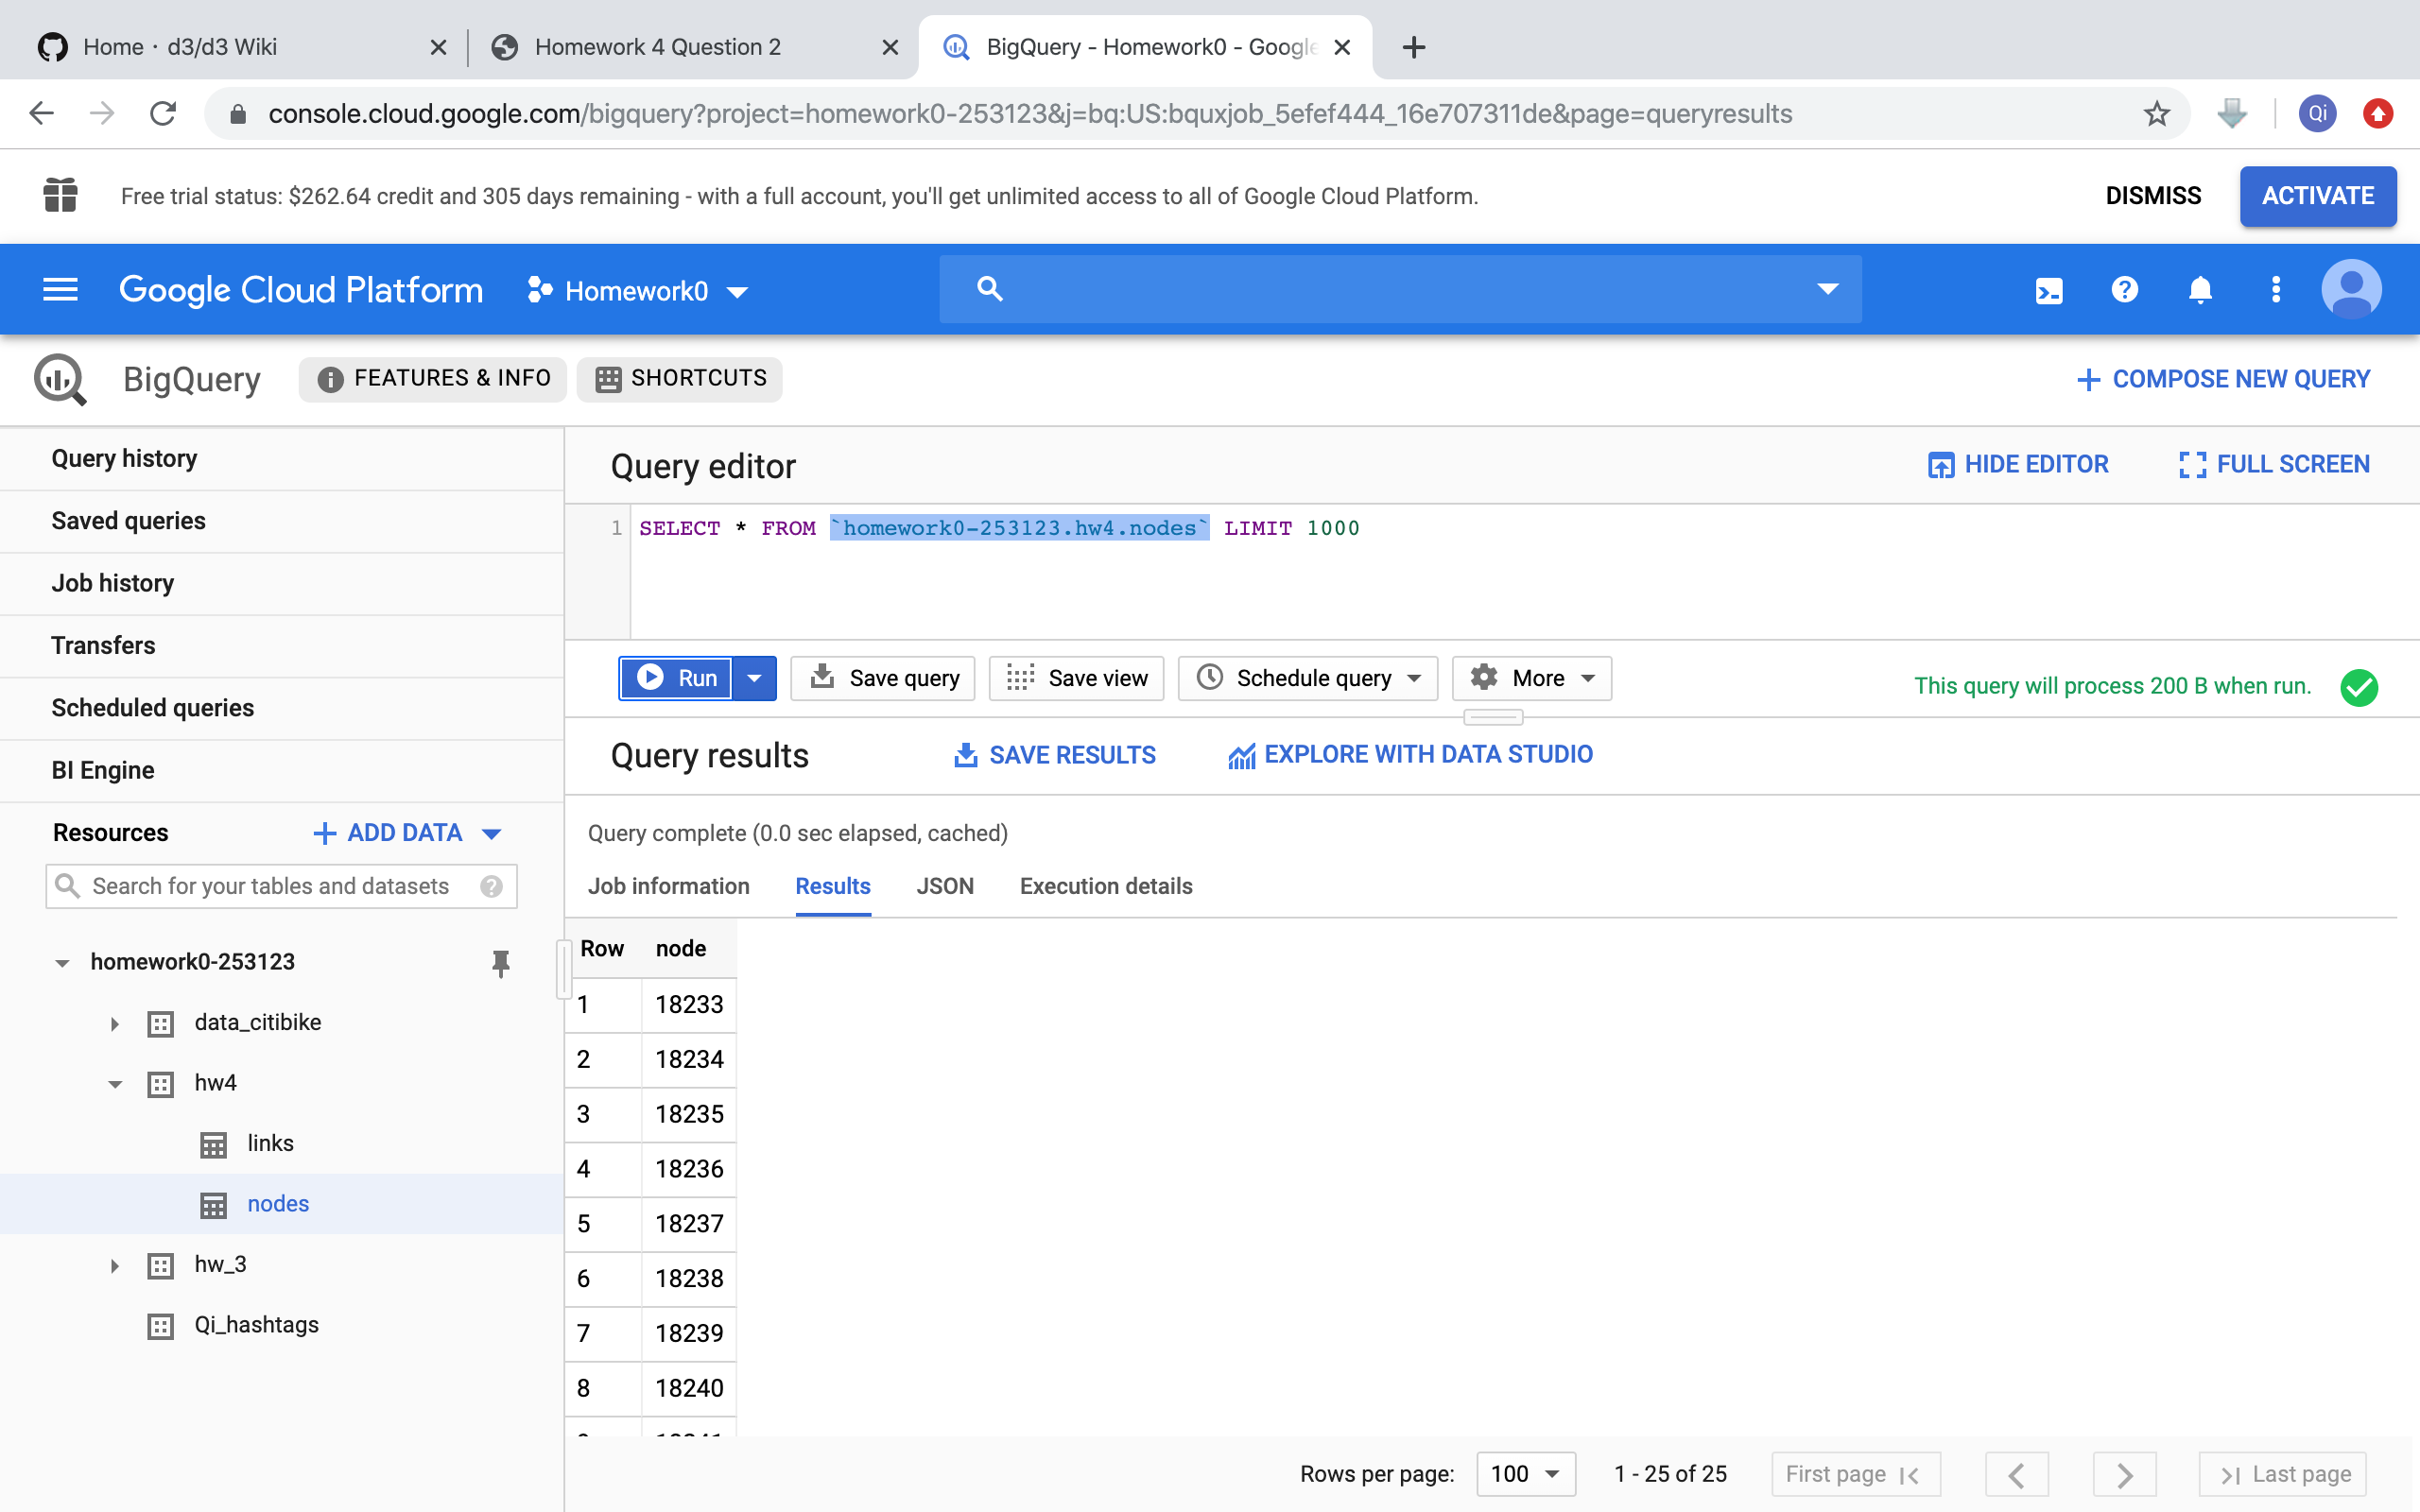 Home · d3/d3 Wiki
Homework 4 Question 2
BigQuery - Homework0 - Google
console.cloud.google.com/bigquery?project=homework0-253123&j=bq:US:bquxjob_5efef444_16e707311de&page=queryresults
Qi
Free trial status: $262.64 credit and 305 days remaining - with a full account, you'll get unlimited access to all of Google Cloud Platform.
DISMISS
ACTIVATE
Google Cloud Platform
Homework0
BigQuery
FEATURES & INFO
SHORTCUTS
COMPOSE NEW QUERY
Query history
Saved queries
Job history
Transfers
Scheduled queries
BI Engine
Resources
ADD DATA
Search for your tables and datasets
homework0-253123
data_citibike
hw4
links
nodes
hw_3
Qi_hashtags
Query editor
HIDE EDITOR
FULL SCREEN
1 SELECT * FROM `homework0-253123.hw4.nodes` LIMIT 1000
Run
Save query
Save view
Schedule query
More
This query will process 200 B when run.
Query results
SAVE RESULTS
EXPLORE WITH DATA STUDIO
Query complete (0.0 sec elapsed, cached)
Job information
Results
JSON
Execution details
Row node
1 18233
2 18234
3 18235
4 18236
5 18237
6 18238
7 18239
8 18240
Rows per page:
100
1 - 25 of 25
First page
Last page